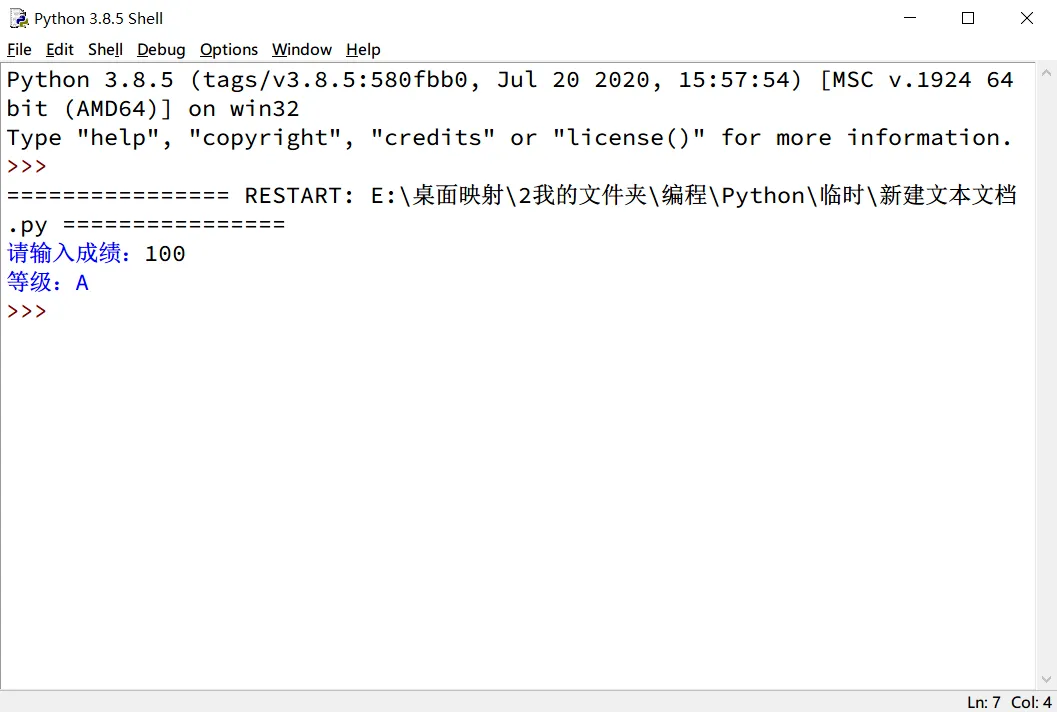 Python 3.8.5 Shell
File Edit Shell Debug Options Window Help
Python 3.8.5 (tags/v3.8.5:580fbb0, Jul 20 2020, 15:57:54) [MSC v.1924 64
bit (AMD64)] on win32
Type "help", "copyright", "credits" or "license()" for more information.
>>>
================ RESTART: E:\桌面映射\2我的文件夹\编程\Python\临时\新建文本文档
.py ================
请输入成绩：100
等级：A
>>>
Ln: 7 Col: 4